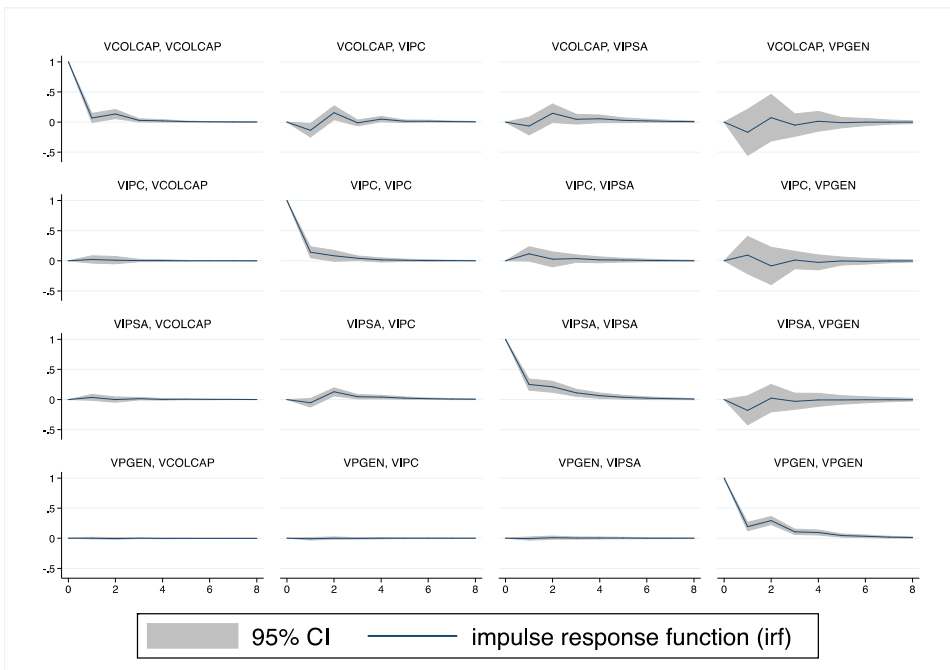 VCOLCAP, VCOLCAP VCOLCAP, VIPC VCOLCAP, VIPSA VCOLCAP, VPGEN
1
.5
0
-.5
VIPC, VCOLCAP VIPC, VIPC VIPC, VIPSA VIPC, VPGEN
1
.5
0
-.5
VIPSA, VCOLCAP VIPSA, VIPC VIPSA, VIPSA VIPSA, VPGEN
1
.5
0
-.5
VPGEN, VCOLCAP VPGEN, VIPC VPGEN, VIPSA VPGEN, VPGEN
1
.5
0
-.5
0 2 4 6 8 0 2 4 6 8 0 2 4 6 8 0 2 4 6 8
95% CI impulse response function (irf)